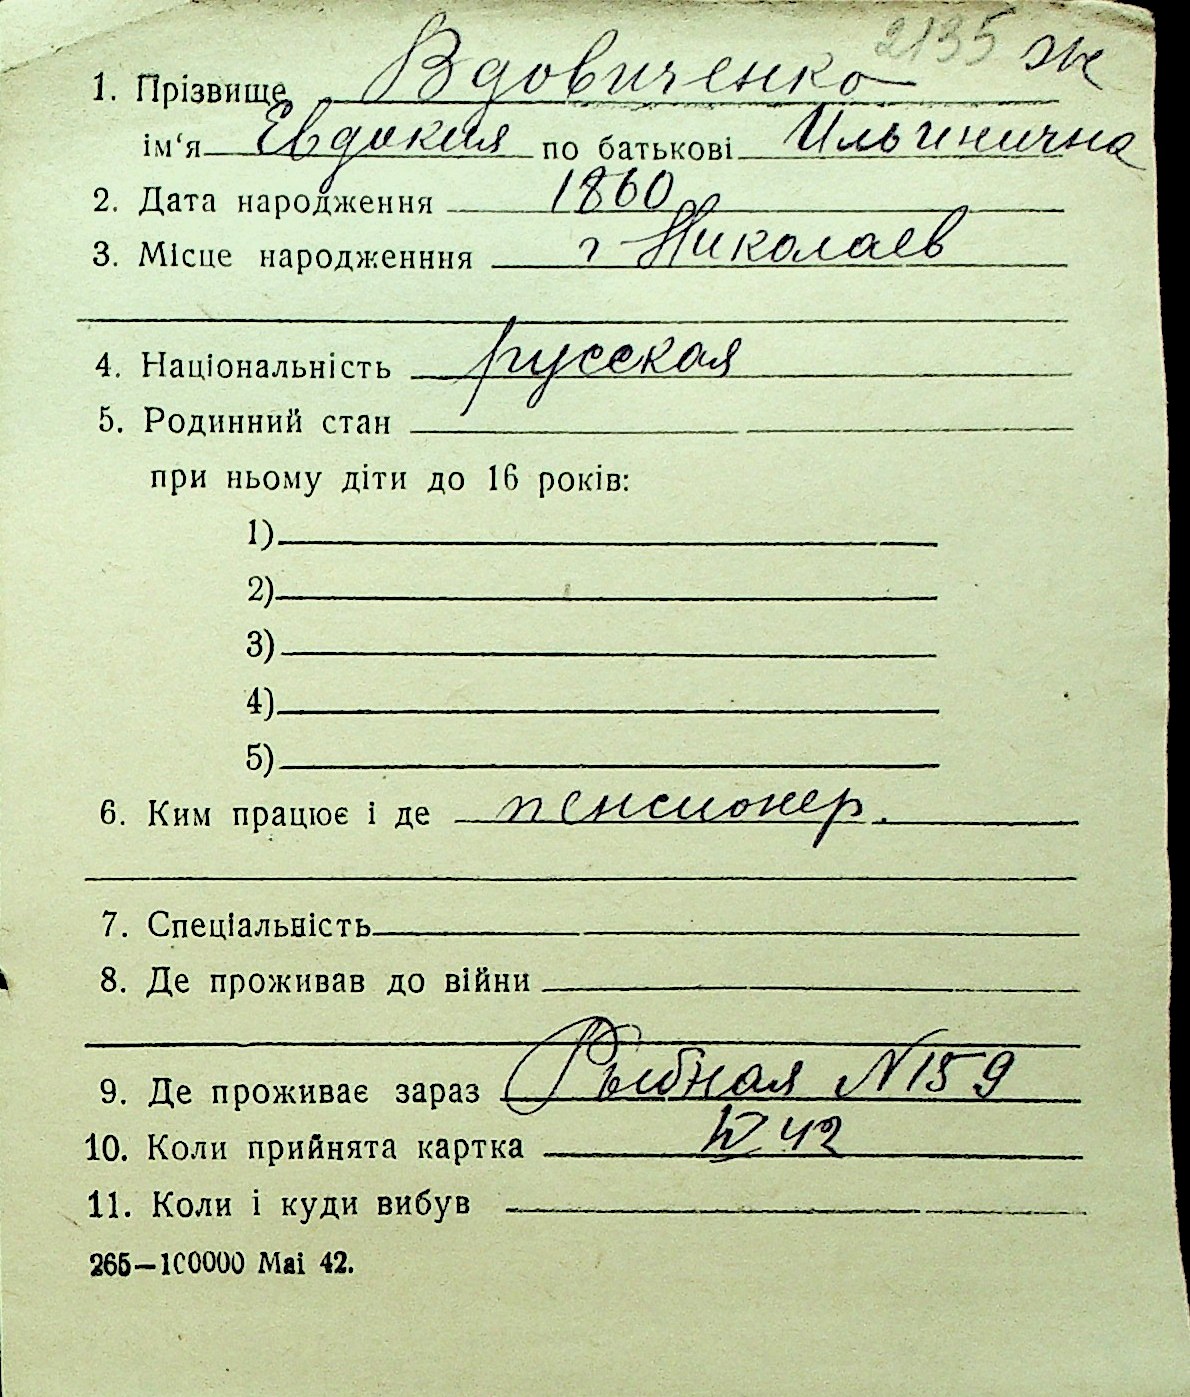 2135 ж
1. Прізвище Вдовиченко
ім‘я Евдокия по батькові Ильинична
2. Дата народження 1860
3. Місце народженння г Николаев
4. Національність русская
5. Родинний стан
при ньому діти до 16 років:
1)
2)
3)
4)
5)
6. Ким працює і де пенсионер.
7. Спеціальність
8. Де проживав до війни
9. Де проживає зараз Рыбная N 159
10. Коли прийнята картка 42
11. Коли і куди вибув
265—100000 Mai 42.